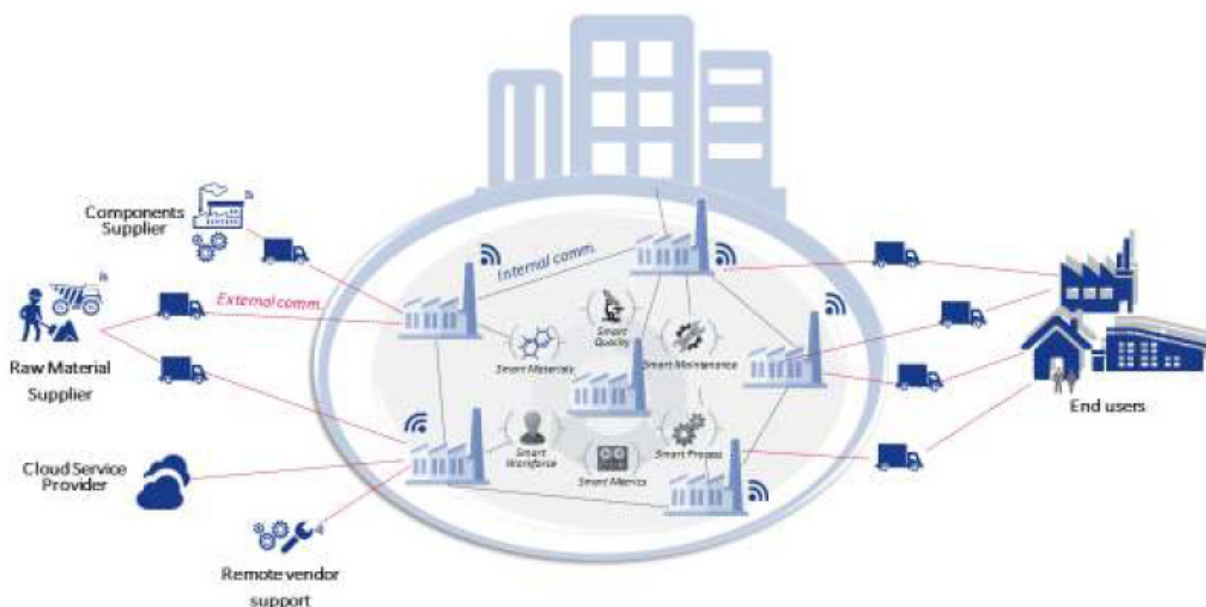 Components
Supplier
Internal comm.
External comm.
Raw Material
Supplier
Smart
Quality
Smart Materials
Smart Maintenance
End users
Cloud Service
Provider
Smart
Workforce
Smart Metrics
Smart Process
Remote vendor
support